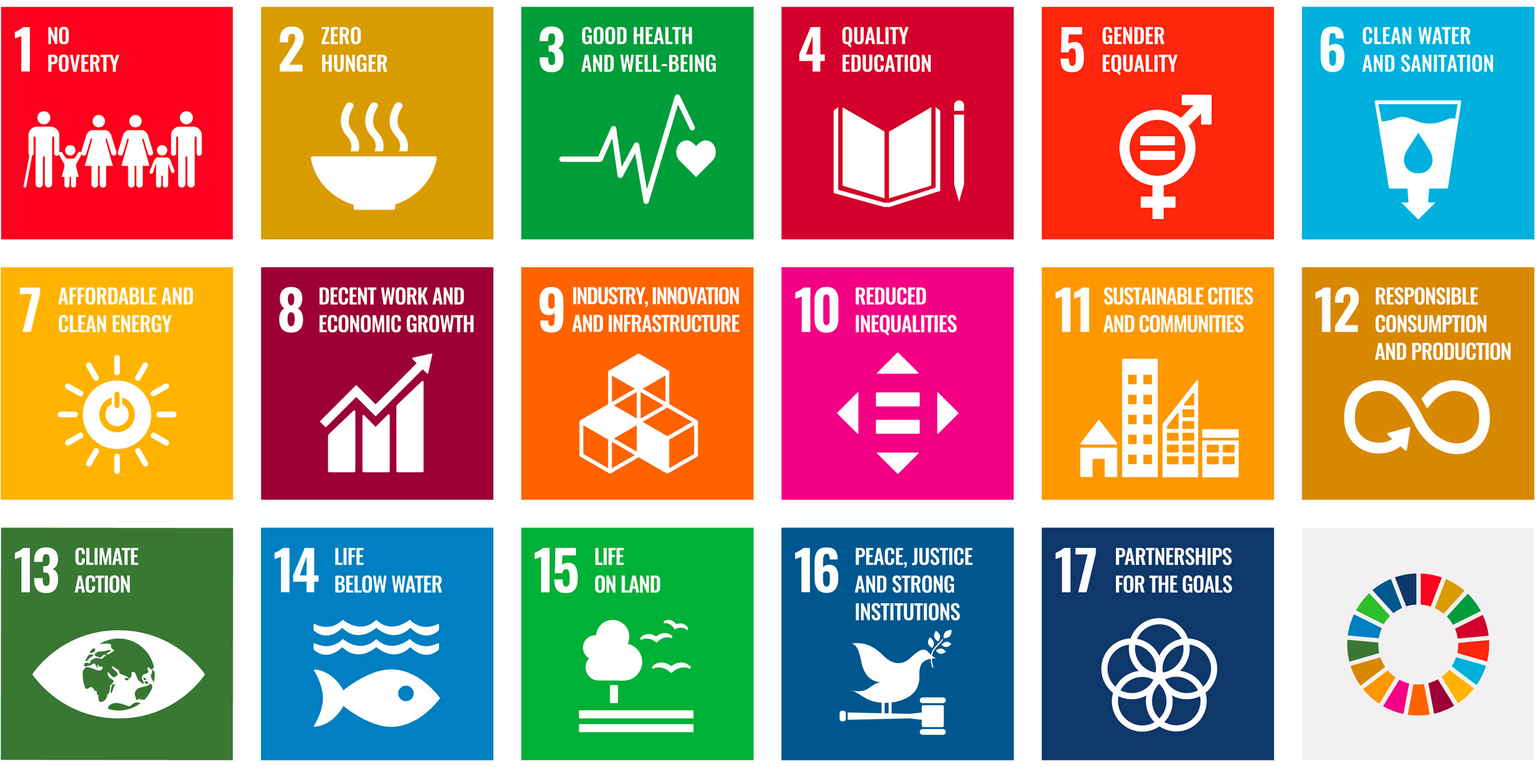 1 NO
POVERTY
2 ZERO
HUNGER
3 GOOD HEALTH
AND WELL-BEING
4 QUALITY
EDUCATION
5 GENDER
EQUALITY
6 CLEAN WATER
AND SANITATION
7 AFFORDABLE AND
CLEAN ENERGY
8 DECENT WORK AND
ECONOMIC GROWTH
9 INDUSTRY, INNOVATION
AND INFRASTRUCTURE
10 REDUCED
INEQUALITIES
11 SUSTAINABLE CITIES
AND COMMUNITIES
12 RESPONSIBLE
CONSUMPTION
AND PRODUCTION
13 CLIMATE
ACTION
14 LIFE
BELOW WATER
15 LIFE
ON LAND
16 PEACE, JUSTICE
AND STRONG
INSTITUTIONS
17 PARTNERSHIPS
FOR THE GOALS